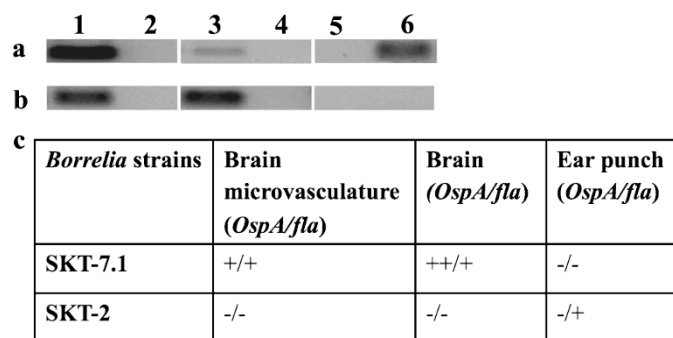 1 2 3 4 5 6
a
b
c
Borrelia strains
Brain
microvasculature
(OspA/fla)
Brain
(OspA/fla)
Ear punch
(OspA/fla)
SKT-7.1 +/+ ++/+ -/-
SKT-2 -/- -/- -/+